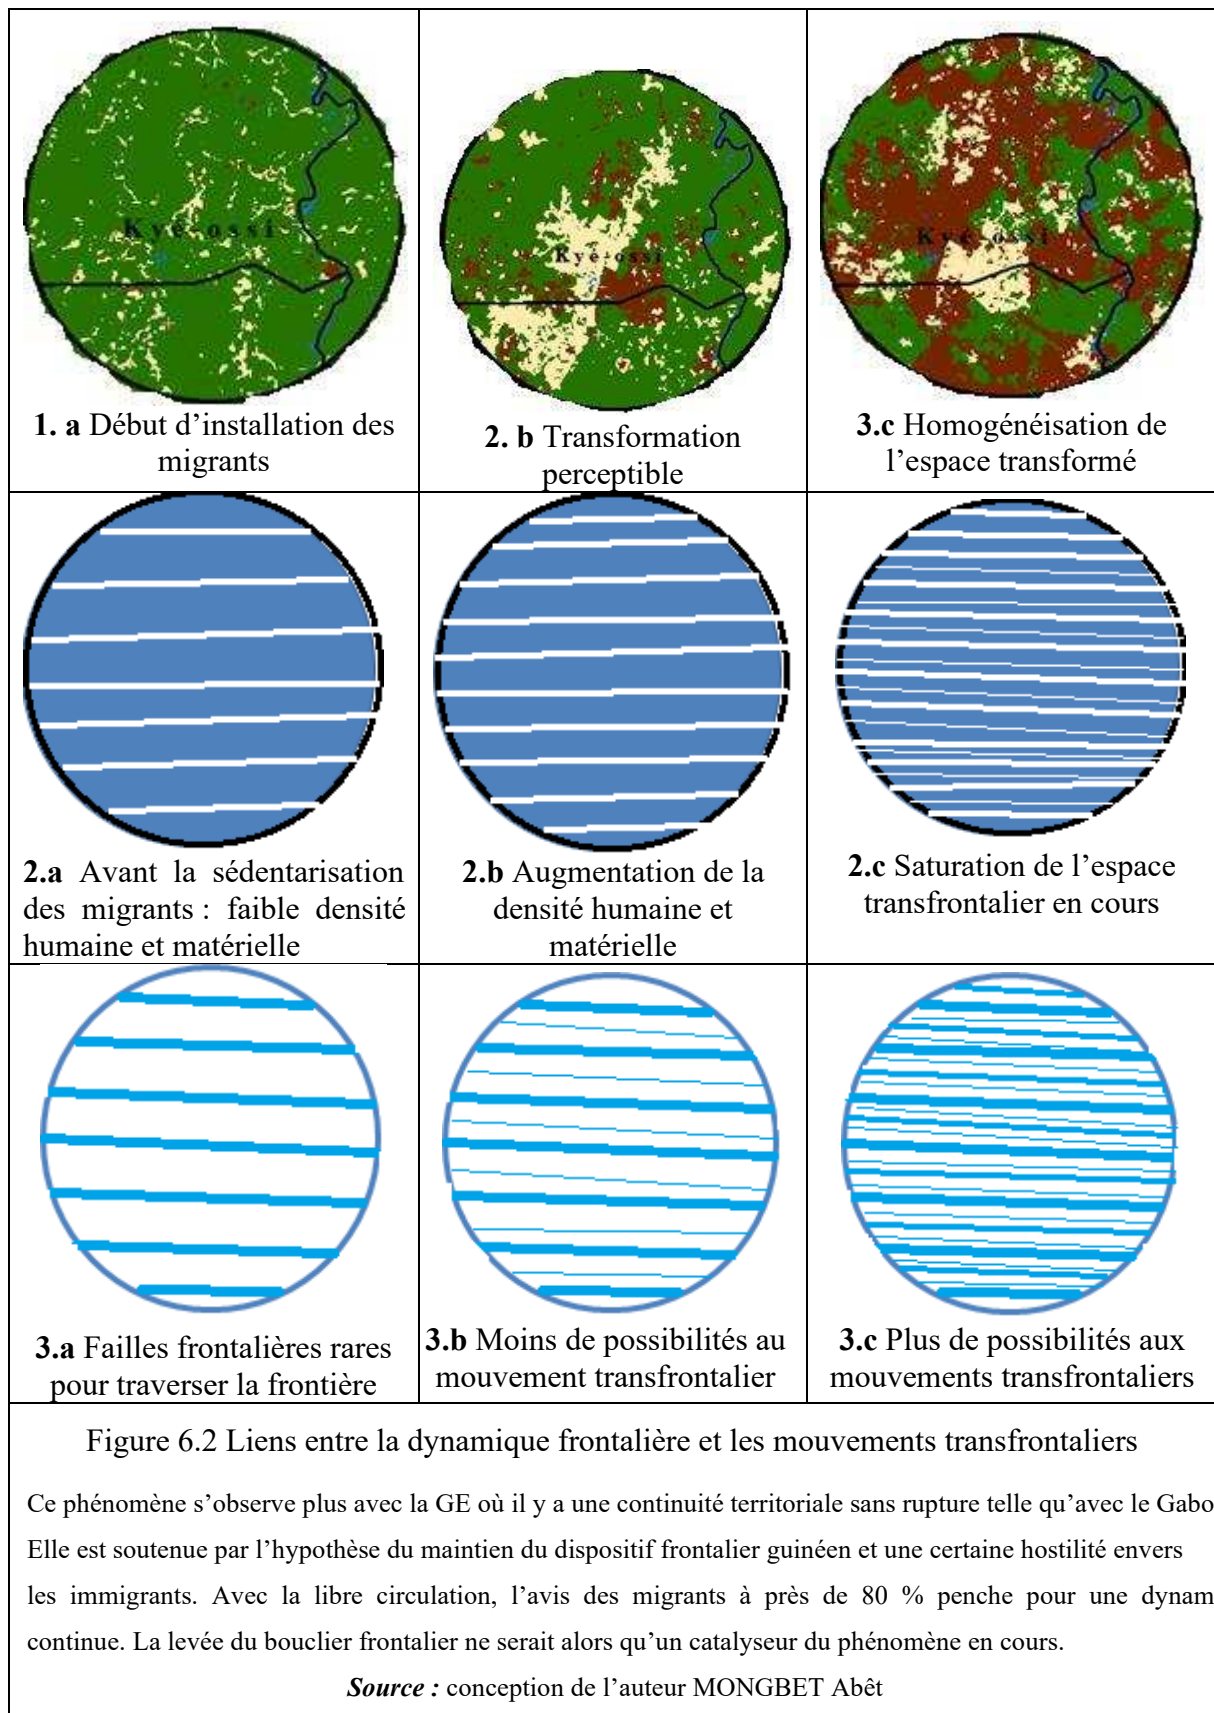 Kyé-ossi
Kyé-ossi
Kyé-ossi
1. a Début d’installation des
migrants
2. b Transformation
perceptible
3.c Homogénéisation de
l’espace transformé
2.a Avant la sédentarisation
des migrants : faible densité
humaine et matérielle
2.b Augmentation de la
densité humaine et
matérielle
2.c Saturation de l’espace
transfrontalier en cours
3.a Failles frontalières rares
pour traverser la frontière
3.b Moins de possibilités au
mouvement transfrontalier
3.c Plus de possibilités aux
mouvements transfrontaliers
Figure 6.2 Liens entre la dynamique frontalière et les mouvements transfrontaliers
Ce phénomène s’observe plus avec la GE où il y a une continuité territoriale sans rupture telle qu’avec le Gabo
Elle est soutenue par l’hypothèse du maintien du dispositif frontalier guinéen et une certaine hostilité envers
les immigrants. Avec la libre circulation, l’avis des migrants à près de 80 % penche pour une dynam
continue. La levée du bouclier frontalier ne serait alors qu’un catalyseur du phénomène en cours.
Source : conception de l’auteur MONGBET Abêt